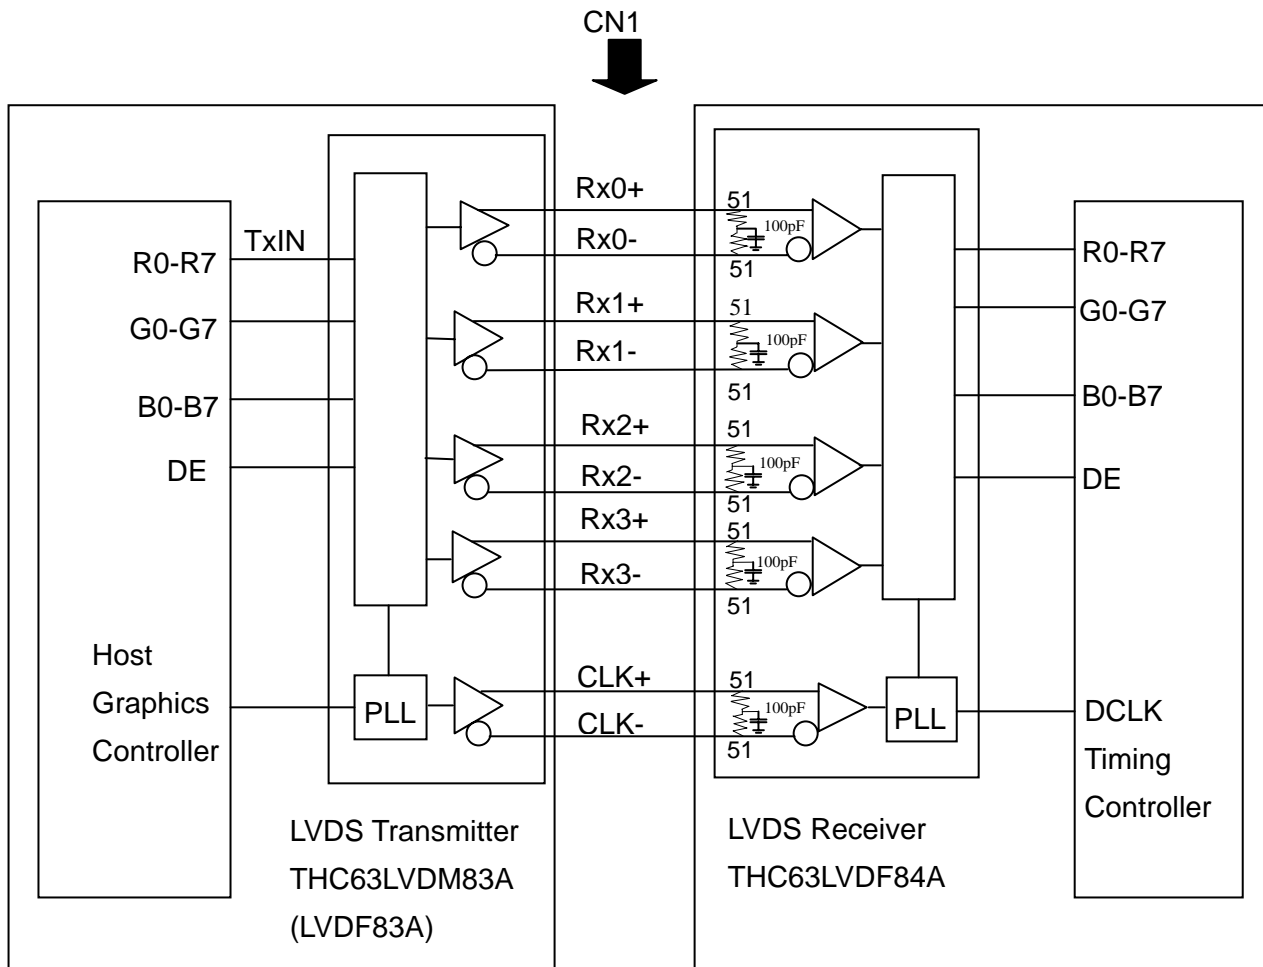 CN1
TxIN
R0-R7
G0-G7
B0-B7
DE
Host
Graphics
Controller
PLL
LVDS Transmitter
THC63LVDM83A
(LVDF83A)
Rx0+
Rx0-
Rx1+
Rx1-
Rx2+
Rx2-
Rx3+
Rx3-
CLK+
CLK-
51
100pF
51
51
100pF
51
51
100pF
51
51
100pF
51
51
100pF
51
PLL
LVDS Receiver
THC63LVDF84A
R0-R7
G0-G7
B0-B7
DE
DCLK
Timing
Controller